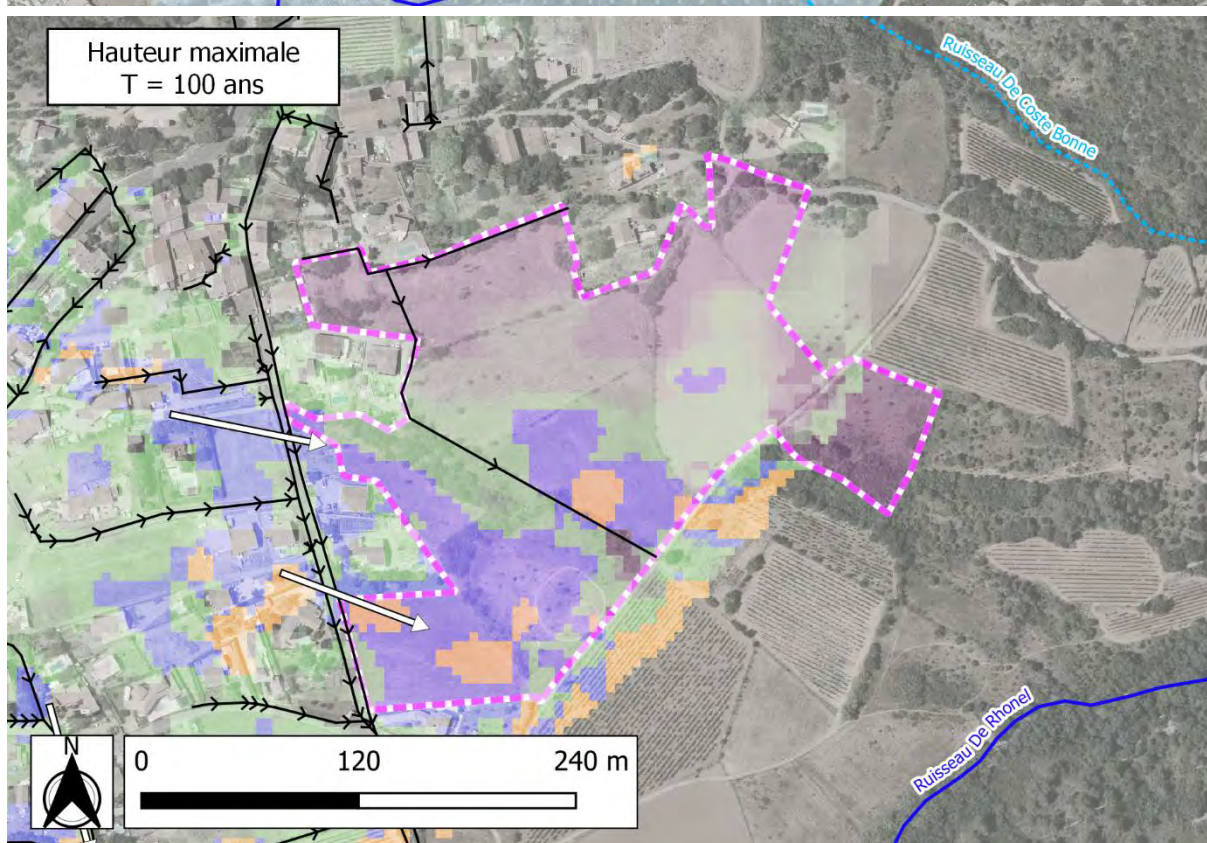 Hauteur maximale
T = 100 ans
Ruisseau De Coste Bonne
Ruisseau De Rhonel
N
0 120 240 m